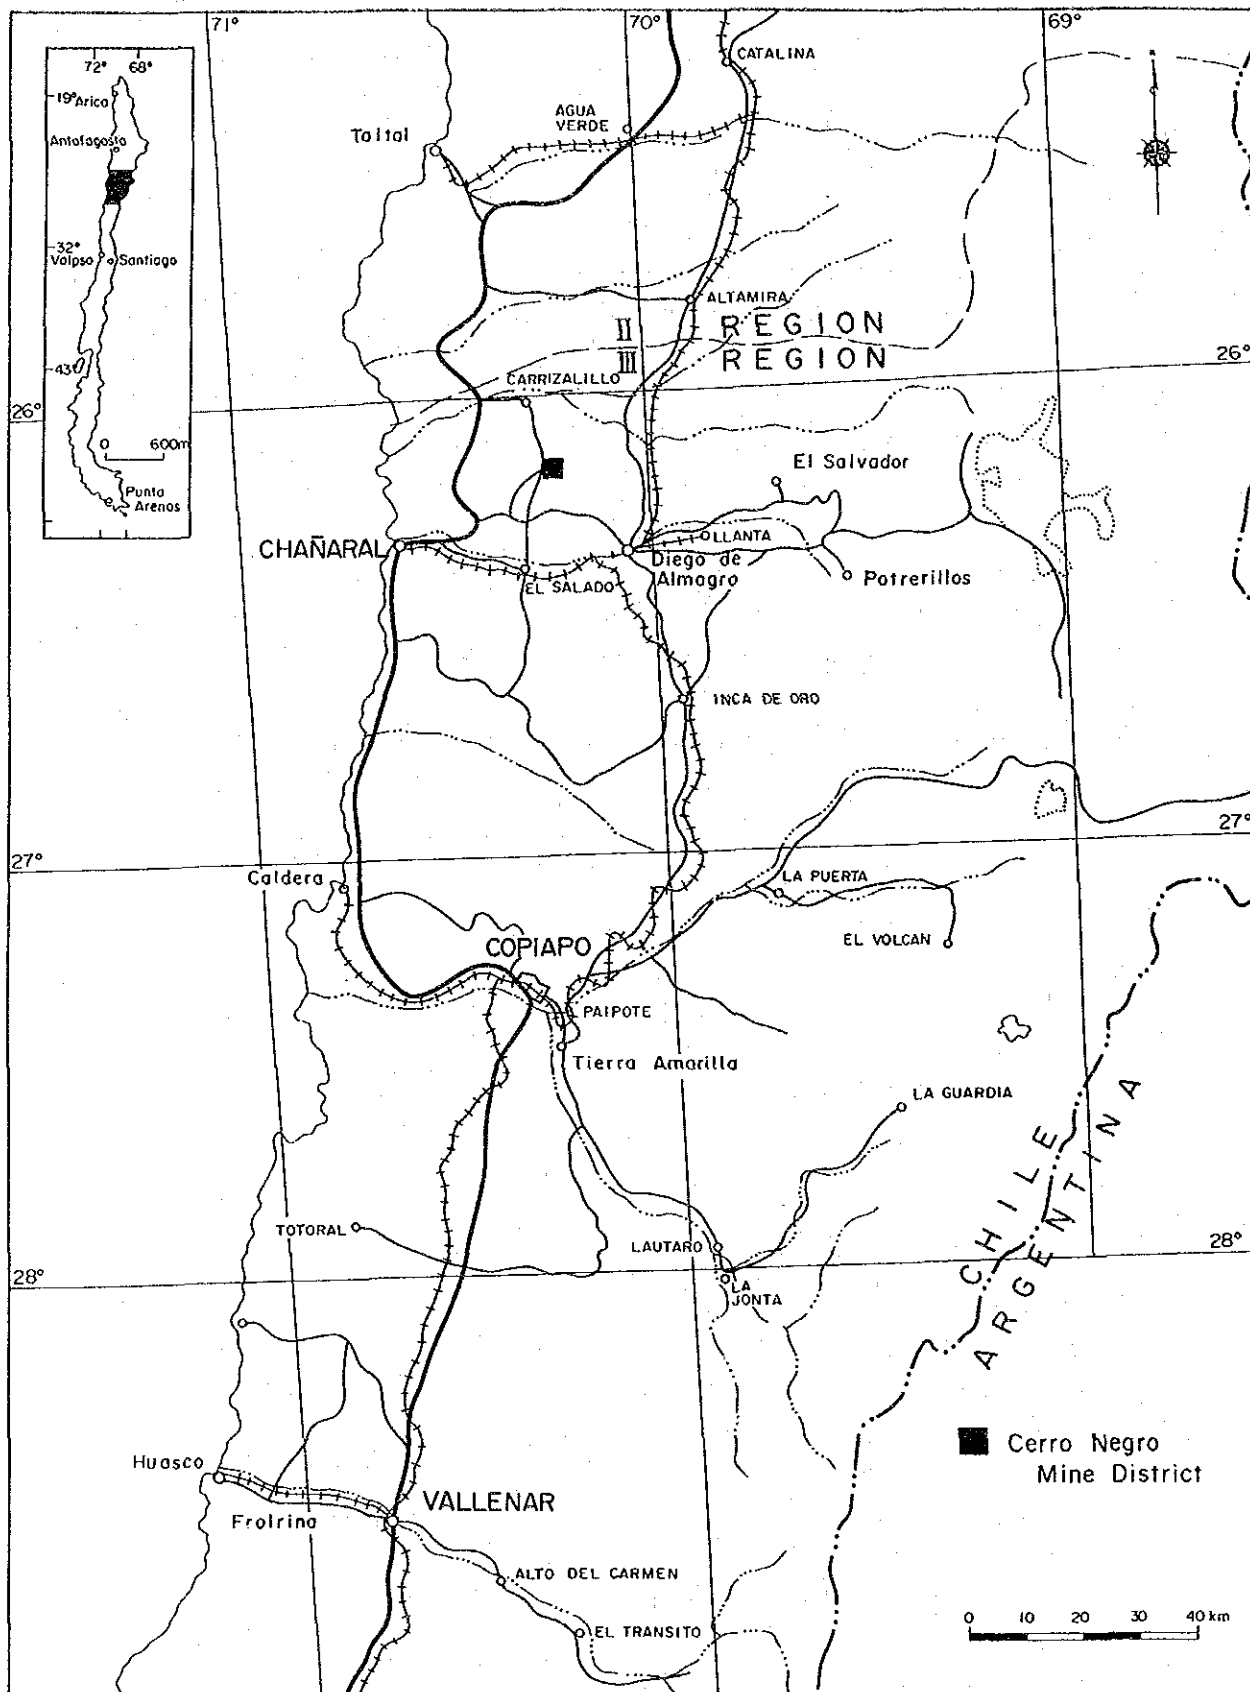 71°
70°
69°
72° 68°
19° Arica
Antofagasta
32°
Valpso Santiago
43°
0 600m
Punta
Arenas
CATALINA
AGUA
VERDE
Taltal
ALTAMIRA
II REGION
III REGION
26°
CARRIZALILLO
26°
El Salvador
CHAÑARAL
LLANTA
Diego de
Almagro
Potrerillos
EL SALADO
INCA DE ORO
27°
27°
Caldera
LA PUERTA
COPIAPO
EL VOLCAN
PAIPOTE
Tierra Amarilla
LA GUARDIA
CHILE
ARGENTINA
TOTORAL
LAUTARO
28°
28°
LA
JONTA
Cerro Negro
Mine District
Huasco
VALLENAR
Froirina
ALTO DEL CARMEN
EL TRANSITO
0 10 20 30 40 km